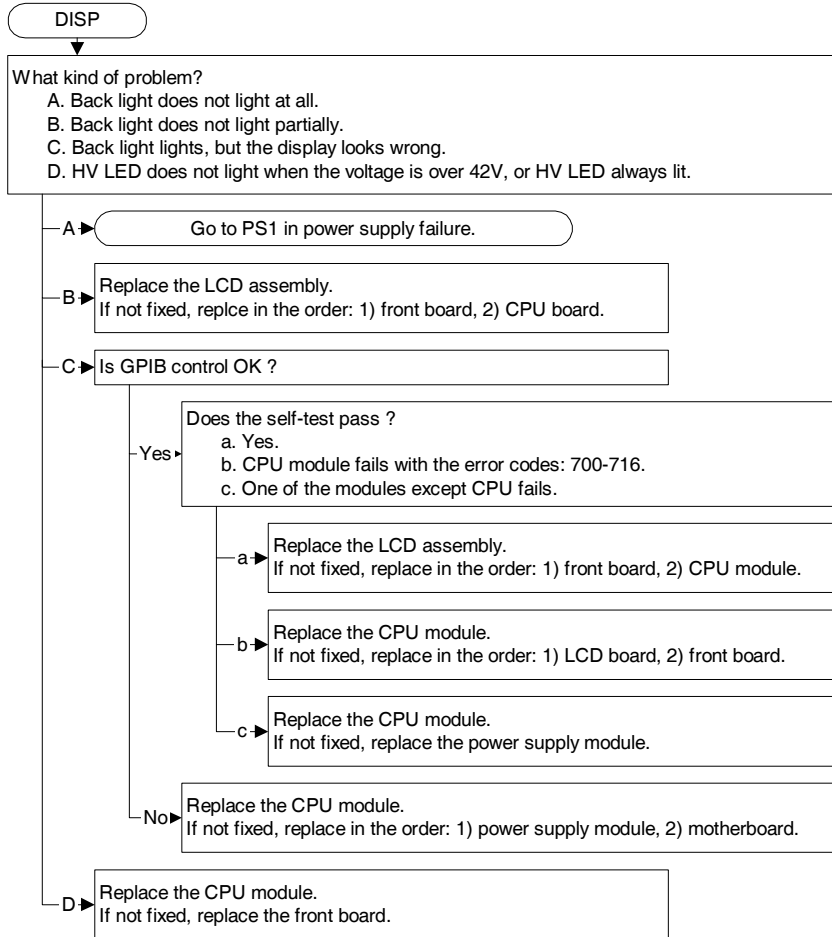 DISP
What kind of problem?
A. Back light does not light at all.
B. Back light does not light partially.
C. Back light lights, but the display looks wrong.
D. HV LED does not light when the voltage is over 42V, or HV LED always lit.
A
Go to PS1 in power supply failure.
B
Replace the LCD assembly.
If not fixed, replce in the order: 1) front board, 2) CPU board.
C
Is GPIB control OK ?
Yes
Does the self-test pass ?
a. Yes.
b. CPU module fails with the error codes: 700-716.
c. One of the modules except CPU fails.
a
Replace the LCD assembly.
If not fixed, replace in the order: 1) front board, 2) CPU module.
b
Replace the CPU module.
If not fixed, replace in the order: 1) LCD board, 2) front board.
c
Replace the CPU module.
If not fixed, replace the power supply module.
No
Replace the CPU module.
If not fixed, replace in the order: 1) power supply module, 2) motherboard.
D
Replace the CPU module.
If not fixed, replace the front board.